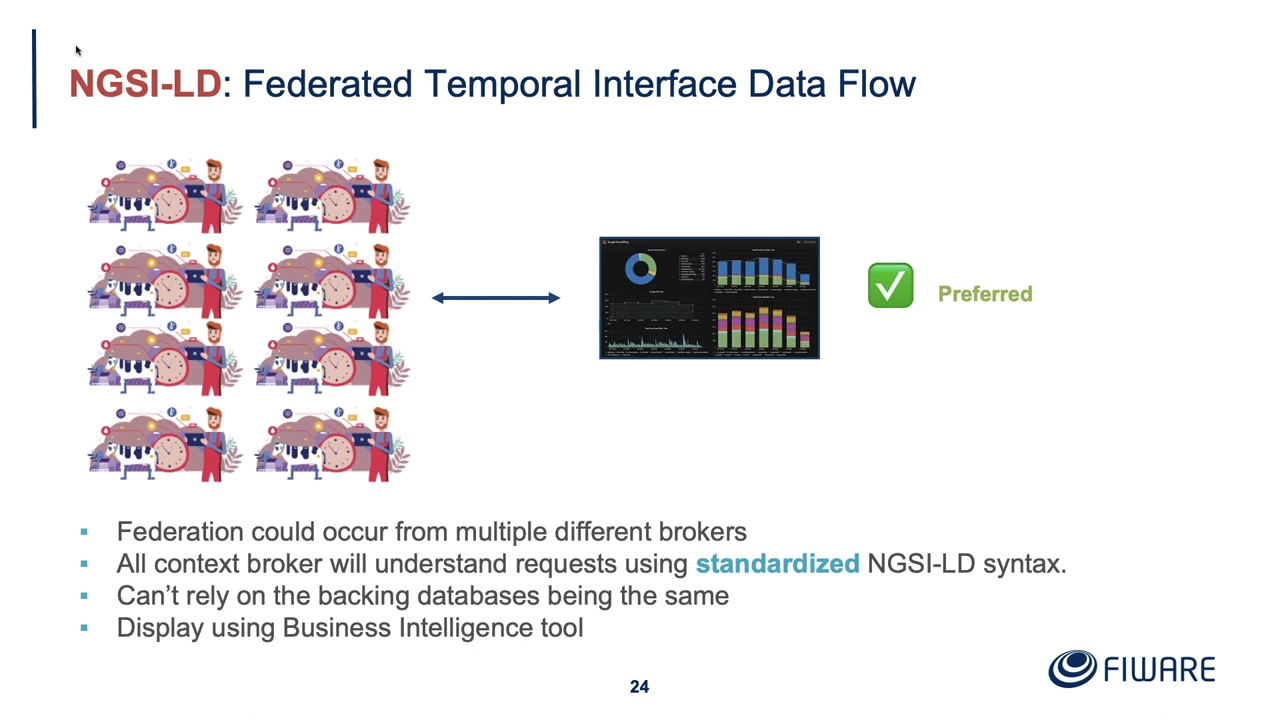 NGSI-LD: Federated Temporal Interface Data Flow
Preferred
▪ Federation could occur from multiple different brokers
▪ All context broker will understand requests using standardized NGSI-LD syntax.
▪ Can’t rely on the backing databases being the same
▪ Display using Business Intelligence tool
FIWARE
24